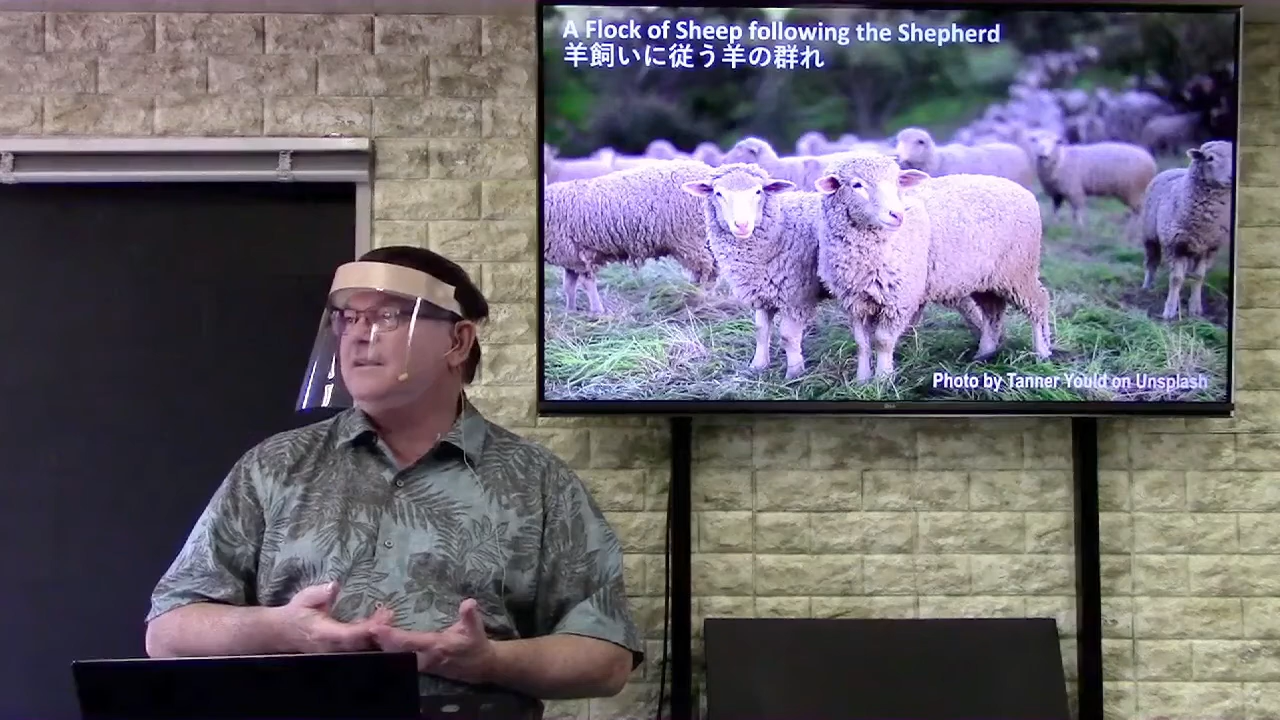 A Flock of Sheep following the Shepherd
羊飼いに従う羊の群れ
Photo by Tanner Yould on Unsplash